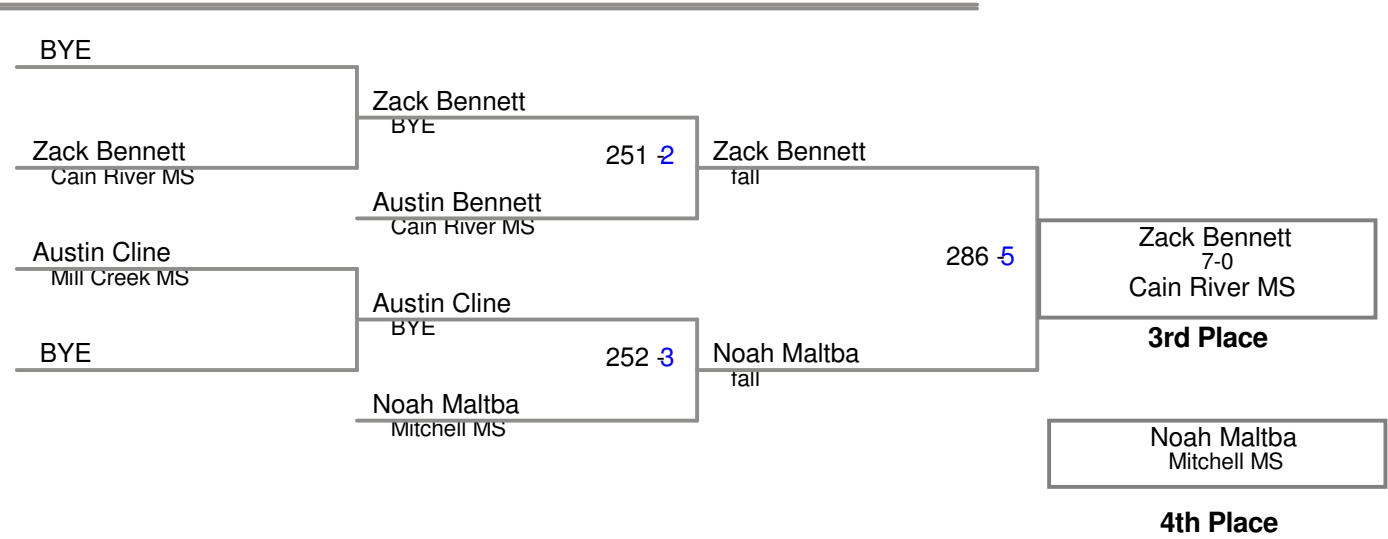 BYE
Zack Bennett
BYE
Zack Bennett
Cain River MS
251 -2
Zack Bennett
fall
Austin Bennett
Cain River MS
Austin Cline
Mill Creek MS
286 -5
Zack Bennett
7-0
Cain River MS
3rd Place
Austin Cline
BYE
BYE
252 -3
Noah Maltba
fall
Noah Maltba
Mitchell MS
Noah Maltba
Mitchell MS
4th Place